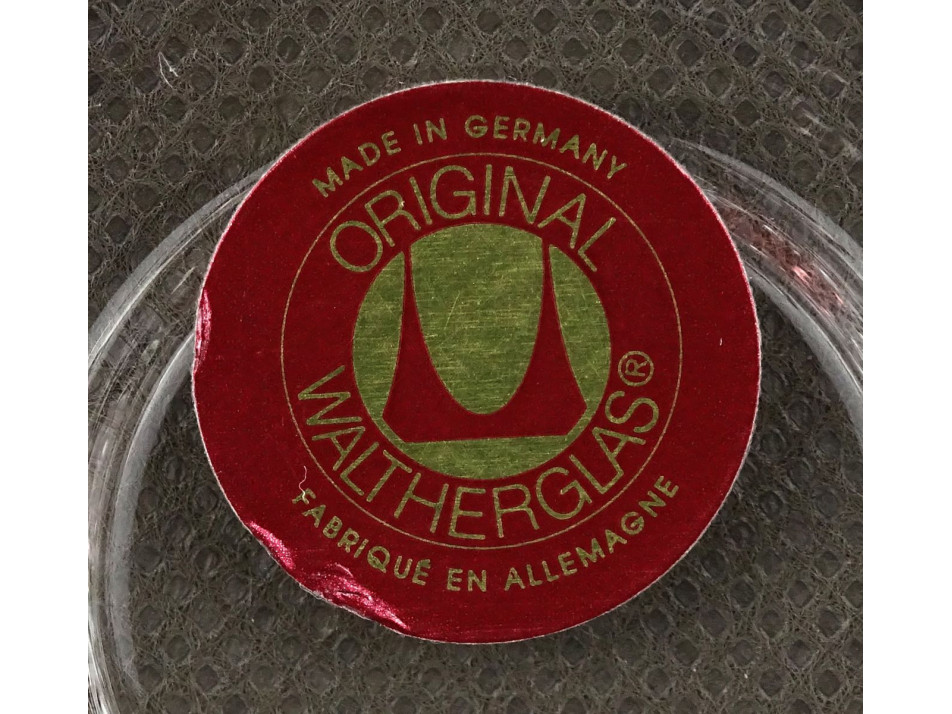 MADE IN GERMANY
ORIGINAL
WALTHERGLAS®
FABRIQUÉ EN ALLEMAGNE